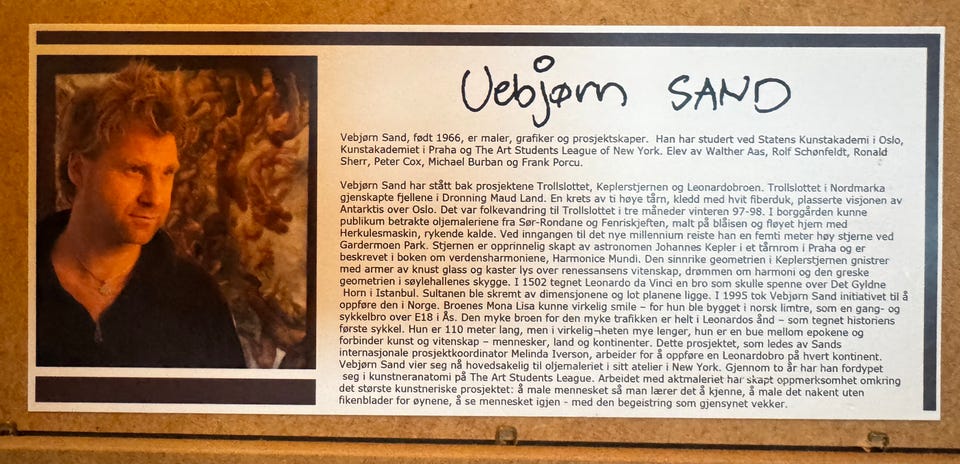 Vebjørn SAND
Vebjørn Sand, født 1966, er maler, grafiker og prosjektskaper. Han har studert ved Statens Kunstakademi i Oslo,
Kunstakademiet i Praha og The Art Students League of New York. Elev av Walther Aas, Rolf Schønfeldt, Ronald
Sherr, Peter Cox, Michael Burban og Frank Porcu.
Vebjørn Sand har stått bak prosjektene Trollslottet, Keplerstjernen og Leonardobroen. Trollslottet i Nordmarka
gjenskapte fjellene i Dronning Maud Land. En krets av ti høye tårn, kledd med hvit fiberduk, plasserte visjonen av
Antarktis over Oslo. Det var folkevandring til Trollslottet i tre måneder vinteren 97-98. I borggården kunne
publikum betrakte oljemaleriene fra Sør-Rondane og Fenriskjeften, malt på blåisen og fløyet hjem med
Herkulesmaskin, rykende kalde. Ved inngangen til det nye millennium reiste han en femti meter høy stjerne ved
Gardermoen Park. Stjernen er opprinnelig skapt av astronomen Johannes Kepler i et tårnrom i Praha og er
beskrevet i boken om verdensharmoniene, Harmonice Mundi. Den sinnrike geometrien i Keplerstjernen gnistrer
med armer av knust glass og kaster lys over renessansens vitenskap, drømmen om harmoni og den greske
geometrien i søylehallenes skygge. I 1502 tegnet Leonardo da Vinci en bro som skulle spenne over Det Gyldne
Horn i Istanbul. Sultanen ble skremt av dimensjonene og lot planene ligge. I 1995 tok Vebjørn Sand initiativet til å
oppføre den i Norge. Broenes Mona Lisa kunne virkelig smile – for hun ble bygget i norsk limtre, som en gang- og
sykkelbro over E18 i Ås. Den myke broen for den myke trafikken er helt i Leonardos ånd – som tegnet historiens
første sykkel. Hun er 110 meter lang, men i virkelig¬heten mye lenger, hun er en bue mellom epokene og
forbinder kunst og vitenskap – mennesker, land og kontinenter. Dette prosjektet, som ledes av Sands
internasjonale prosjektkoordinator Melinda Iverson, arbeider for å oppføre en Leonardobro på hvert kontinent.
Vebjørn Sand vier seg nå hovedsakelig til oljemaleriet i sitt atelier i New York. Gjennom to år har han fordypet
seg i kunstneranatomi på The Art Students League. Arbeidet med aktmaleriet har skapt oppmerksomhet omkring
det største kunstneriske prosjektet: å male mennesket så man lærer det å kjenne, å male det nakent uten
fikenblader for øynene, å se mennesket igjen - med den begeistring som gjensynet vekker.